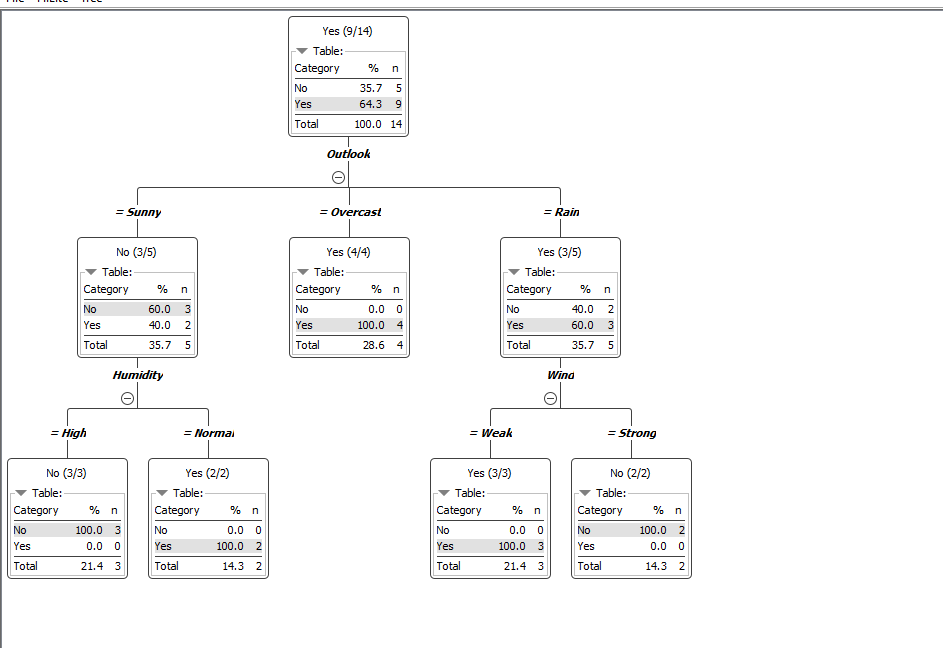 Yes (9/14)
Table:
Category % n
No 35.7 5
Yes 64.3 9
Total 100.0 14
Outlook
= Sunny = Overcast = Rain
No (3/5)
Table:
Category % n
No 60.0 3
Yes 40.0 2
Total 35.7 5
Yes (4/4)
Table:
Category % n
No 0.0 0
Yes 100.0 4
Total 28.6 4
Yes (3/5)
Table:
Category % n
No 40.0 2
Yes 60.0 3
Total 35.7 5
Humidity
Wind
= High = Normal
= Weak = Strong
No (3/3)
Table:
Category % n
No 100.0 3
Yes 0.0 0
Total 21.4 3
Yes (2/2)
Table:
Category % n
No 0.0 0
Yes 100.0 2
Total 14.3 2
Yes (3/3)
Table:
Category % n
No 0.0 0
Yes 100.0 3
Total 21.4 3
No (2/2)
Table:
Category % n
No 100.0 2
Yes 0.0 0
Total 14.3 2